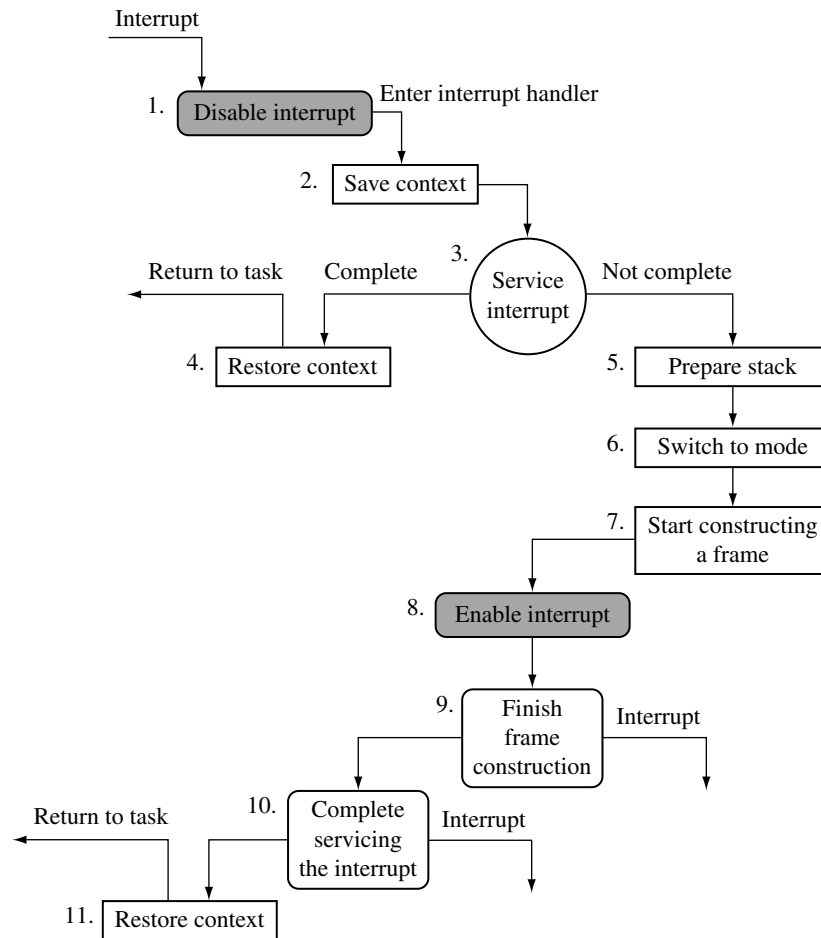 Interrupt
1. Disable interrupt
Enter interrupt handler
2. Save context
3. Service
interrupt
Return to task
Complete
Not complete
4. Restore context
5. Prepare stack
6. Switch to mode
7. Start constructing
a frame
8. Enable interrupt
9. Finish
frame
construction
Interrupt
10. Complete
servicing
the interrupt
Interrupt
Return to task
11. Restore context